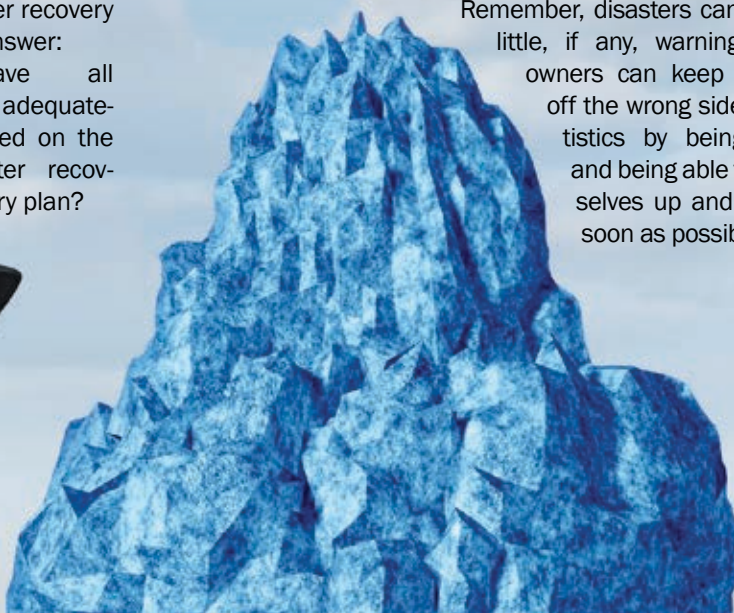 er recovery
nswer:
ave all
adequate-
ed on the
ter recov-
ry plan?
Remember, disasters can
little, if any, warning
owners can keep
off the wrong side
tistics by being
and being able
selves up and
soon as possib